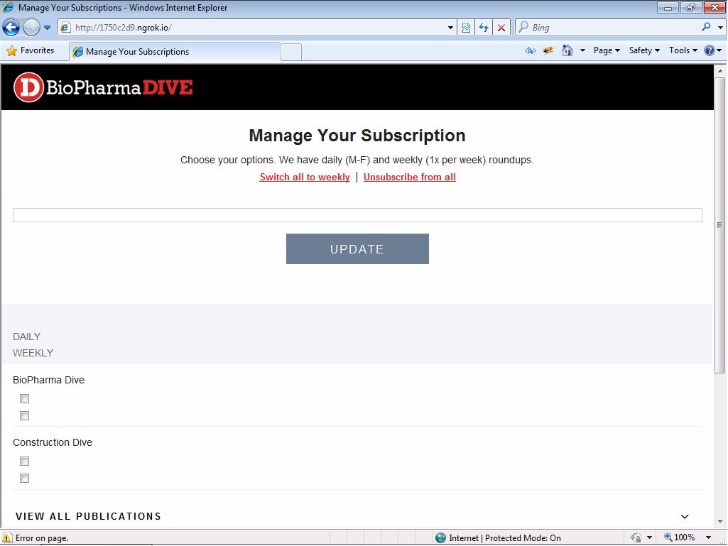 Manage Your Subscriptions - Windows Internet Explorer
http://1750c2d9.ngrok.io/
Bing
Favorites
Manage Your Subscriptions
Page
Safety
Tools
D BioPharmaDIVE
Manage Your Subscription
Choose your options. We have daily (M-F) and weekly (1x per week) roundups.
Switch all to weekly | Unsubscribe from all
UPDATE
DAILY
WEEKLY
BioPharma Dive
Construction Dive
VIEW ALL PUBLICATIONS
Error on page.
Internet | Protected Mode: On
100%